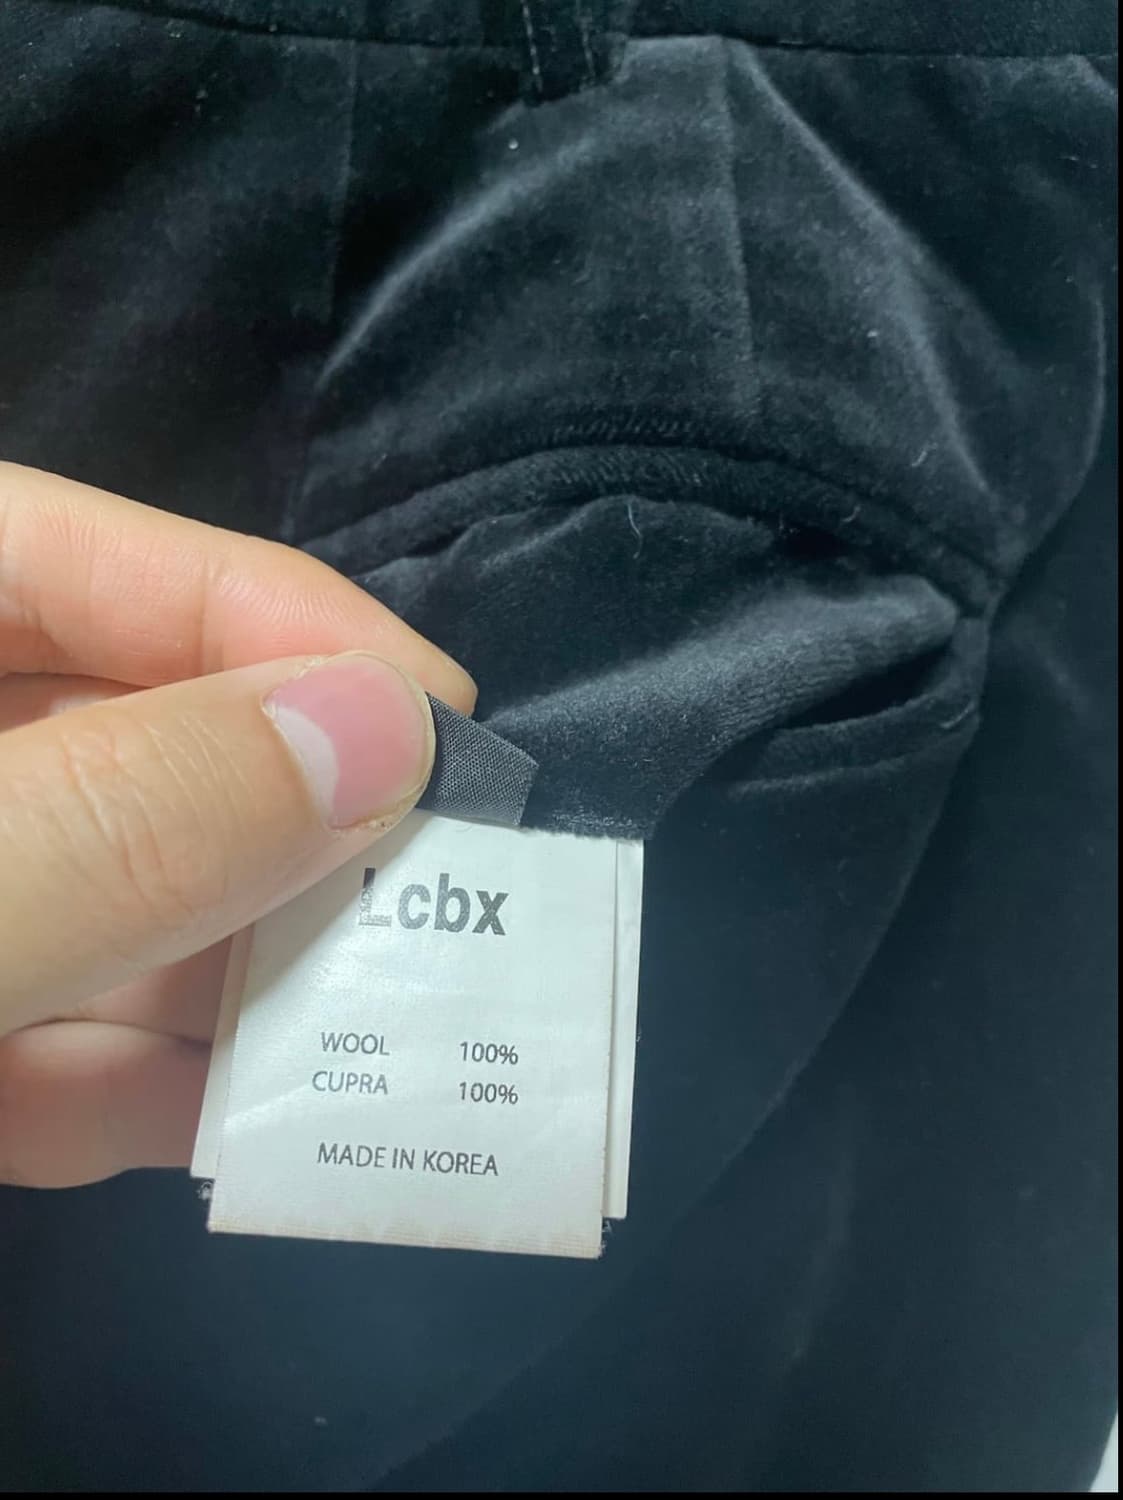 Lcbx
WOOL 100%
CUPRA 100%
MADE IN KOREA